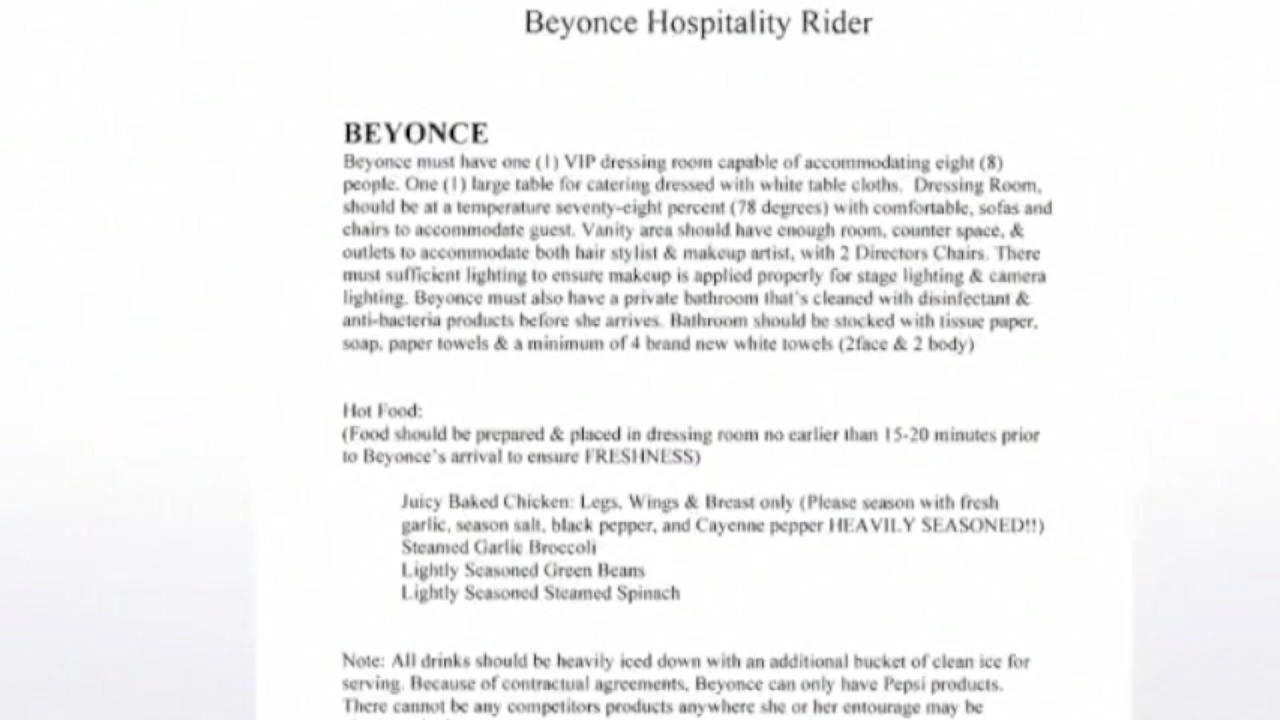 Beyonce Hospitality Rider
BEYONCE
Beyonce must have one (1) VIP dressing room capable of accommodating eight (8)
people. One (1) large table for catering dressed with white table cloths.  Dressing Room,
should be at a temperature seventy-eight percent (78 degrees) with comfortable, sofas and
chairs to accommodate guest. Vanity area should have enough room, counter space, &
outlets to accommodate both hair stylist & makeup artist, with 2 Directors Chairs. There
must sufficient lighting to ensure makeup is applied properly for stage lighting & camera
lighting. Beyonce must also have a private bathroom that's cleaned with disinfectant &
anti-bacteria products before she arrives. Bathroom should be stocked with tissue paper,
soap, paper towels & a minimum of 4 brand new white towels (2face & 2 body)
Hot Food:
(Food should be prepared & placed in dressing room no earlier than 15-20 minutes prior
to Beyonce's arrival to ensure FRESHNESS)
Juicy Baked Chicken: Legs, Wings & Breast only (Please season with fresh
garlic, season salt, black pepper, and Cayenne pepper HEAVILY SEASONED!!)
Steamed Garlic Broccoli
Lightly Seasoned Green Beans
Lightly Seasoned Steamed Spinach
Note: All drinks should be heavily iced down with an additional bucket of clean ice for
serving. Because of contractual agreements, Beyonce can only have Pepsi products.
There cannot be any competitors products anywhere she or her entourage may be